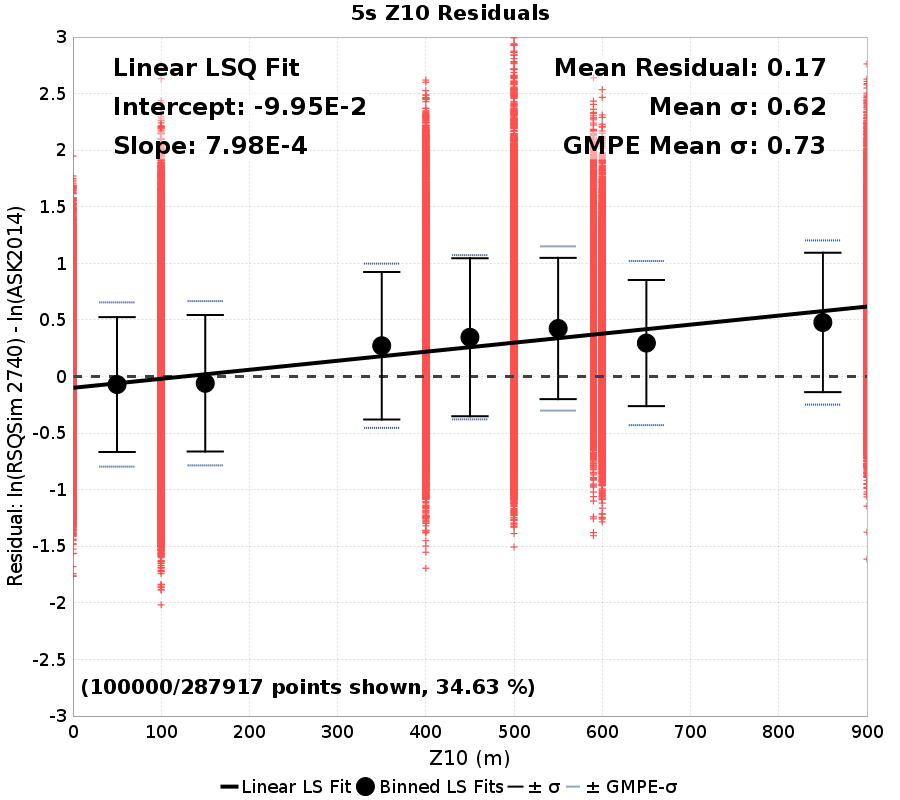 5s Z10 Residuals
Linear LSQ Fit
Intercept: -9.95E-2
Slope: 7.98E-4
Mean Residual: 0.17
Mean σ: 0.62
GMPE Mean σ: 0.73
Residual: ln(RSQSim 2740) - ln(ASK2014)
3
2.5
2
1.5
1
0.5
0
-0.5
-1
-1.5
-2
-2.5
-3
(100000/287917 points shown, 34.63 %)
0 100 200 300 400 500 600 700 800 900
Z10 (m)
Linear LS Fit Binned LS Fits ± σ ± GMPE-σ